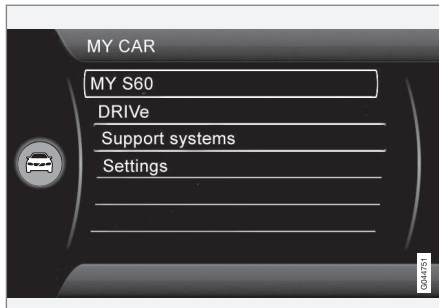 MY CAR
MY S60
DRIVe
Support systems
Settings
G044751